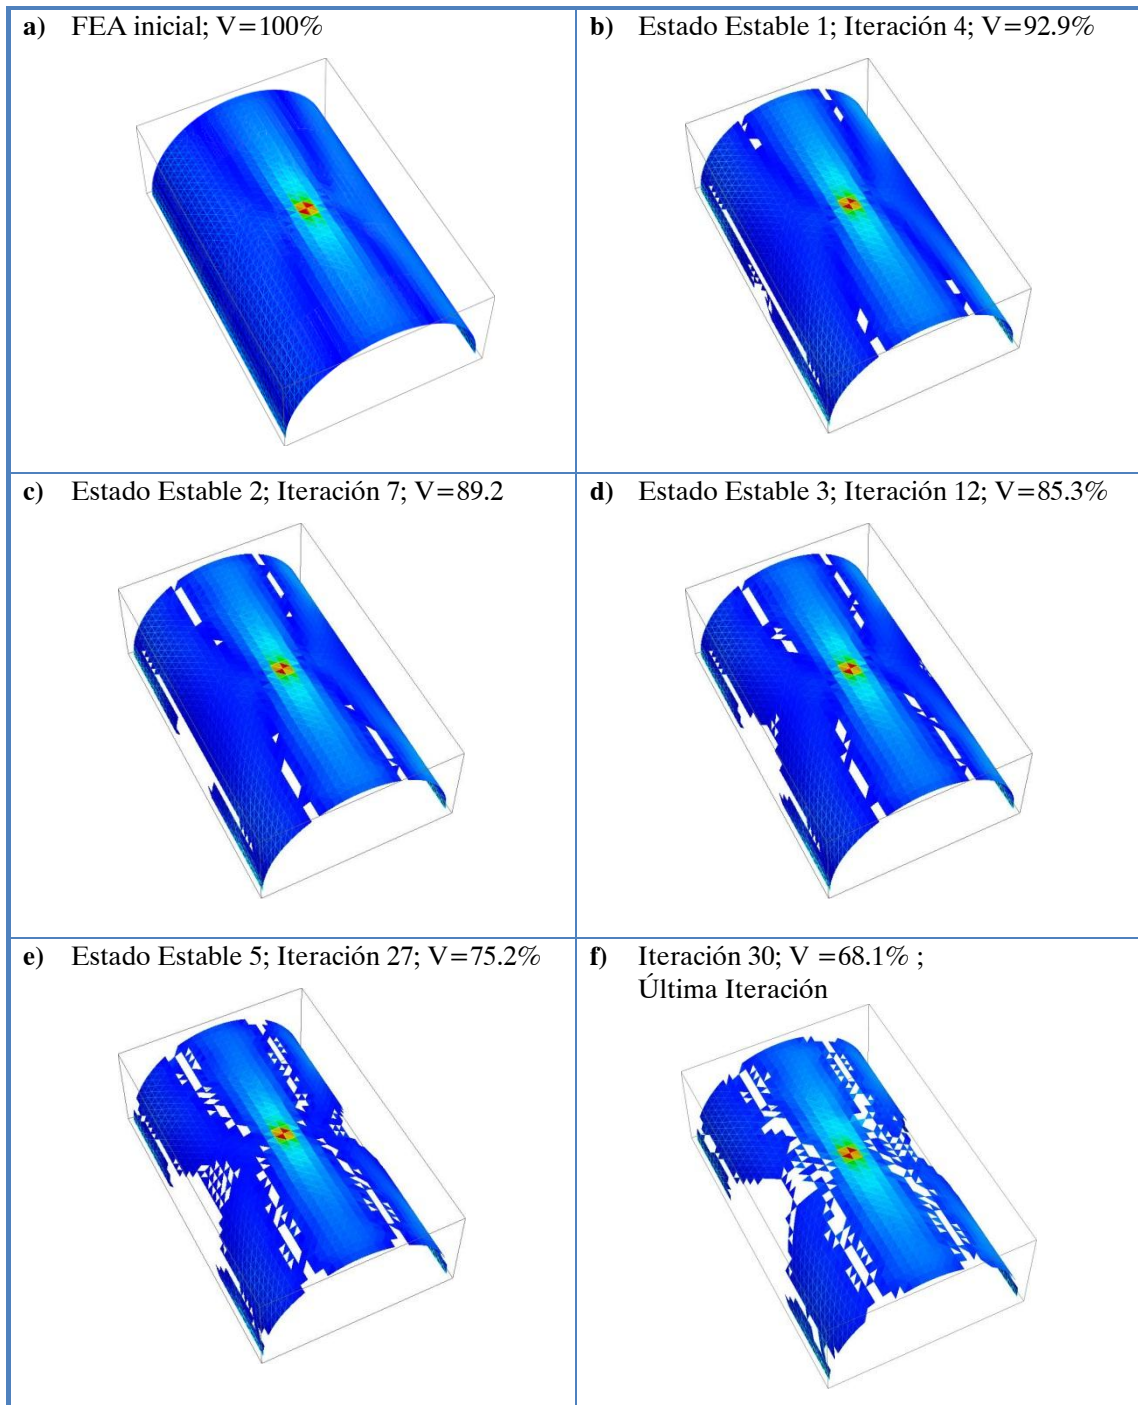 a) FEA inicial; V=100%
b) Estado Estable 1; Iteración 4; V=92.9%
c) Estado Estable 2; Iteración 7; V=89.2
d) Estado Estable 3; Iteración 12; V=85.3%
e) Estado Estable 5; Iteración 27; V=75.2%
f) Iteración 30; V =68.1% ;
Última Iteración